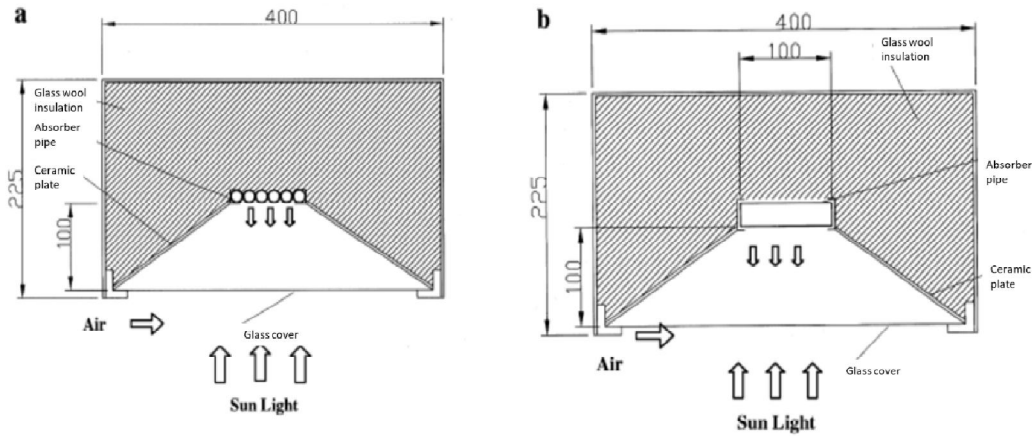 a
400
Glass wool
insulation
Absorber
pipe
Ceramic
plate
225
100
Air
Glass cover
Sun Light
b
400
100
Glass wool
insulation
Absorber
pipe
225
100
Ceramic
plate
Air
Glass cover
Sun Light